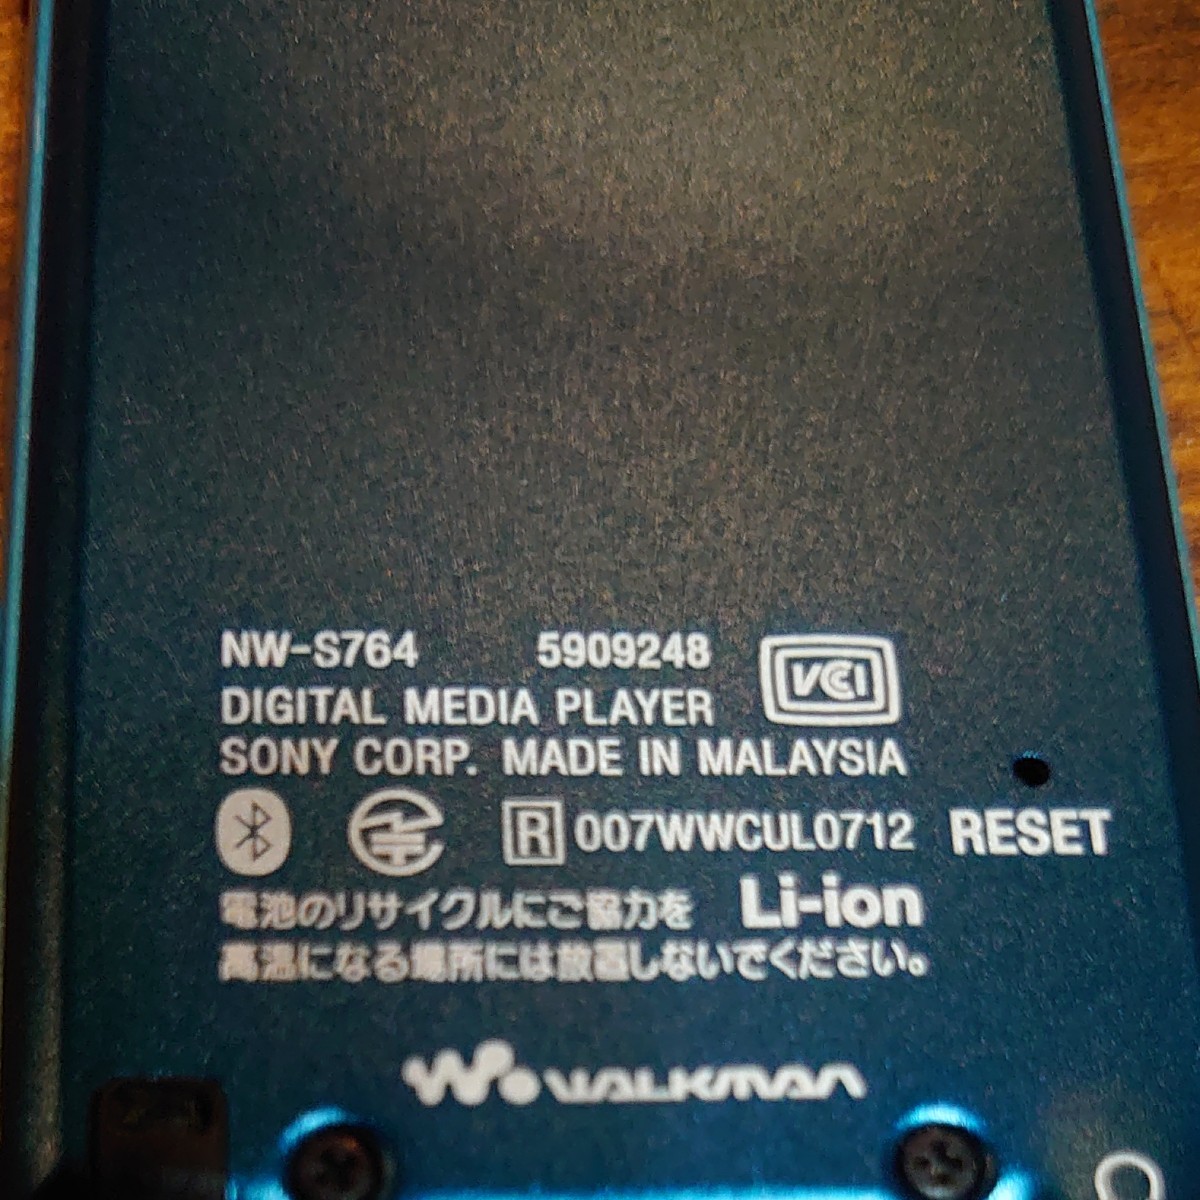 NW-S764 5909248 VCCI
DIGITAL MEDIA PLAYER
SONY CORP. MADE IN MALAYSIA
R 007WWCUL0712 RESET
電池のリサイクルにご協力を Li-ion
高温になる場所には放置しないでください。
WALKMAN